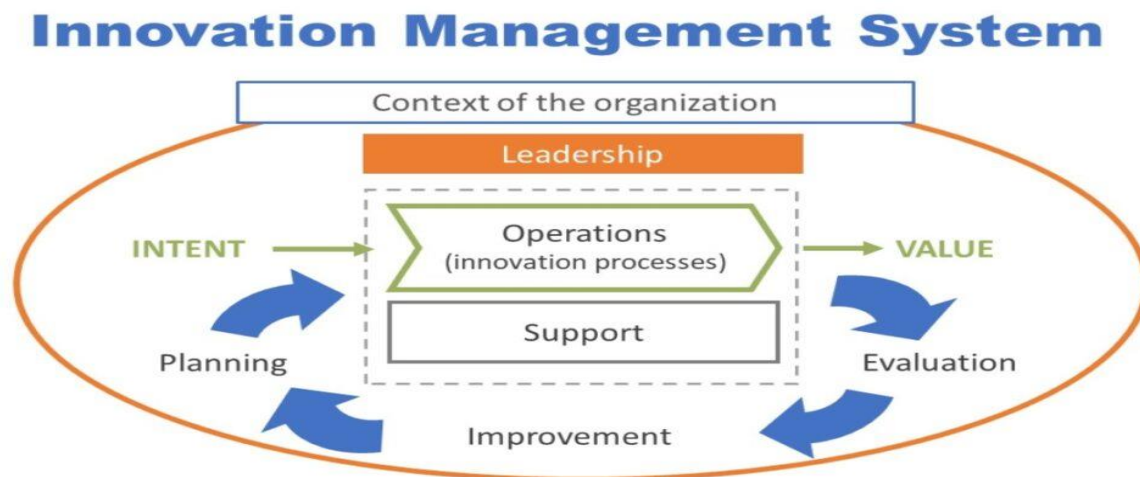 Innovation Management System
Context of the organization
Leadership
INTENT
Operations
(innovation processes)
VALUE
Support
Planning
Evaluation
Improvement